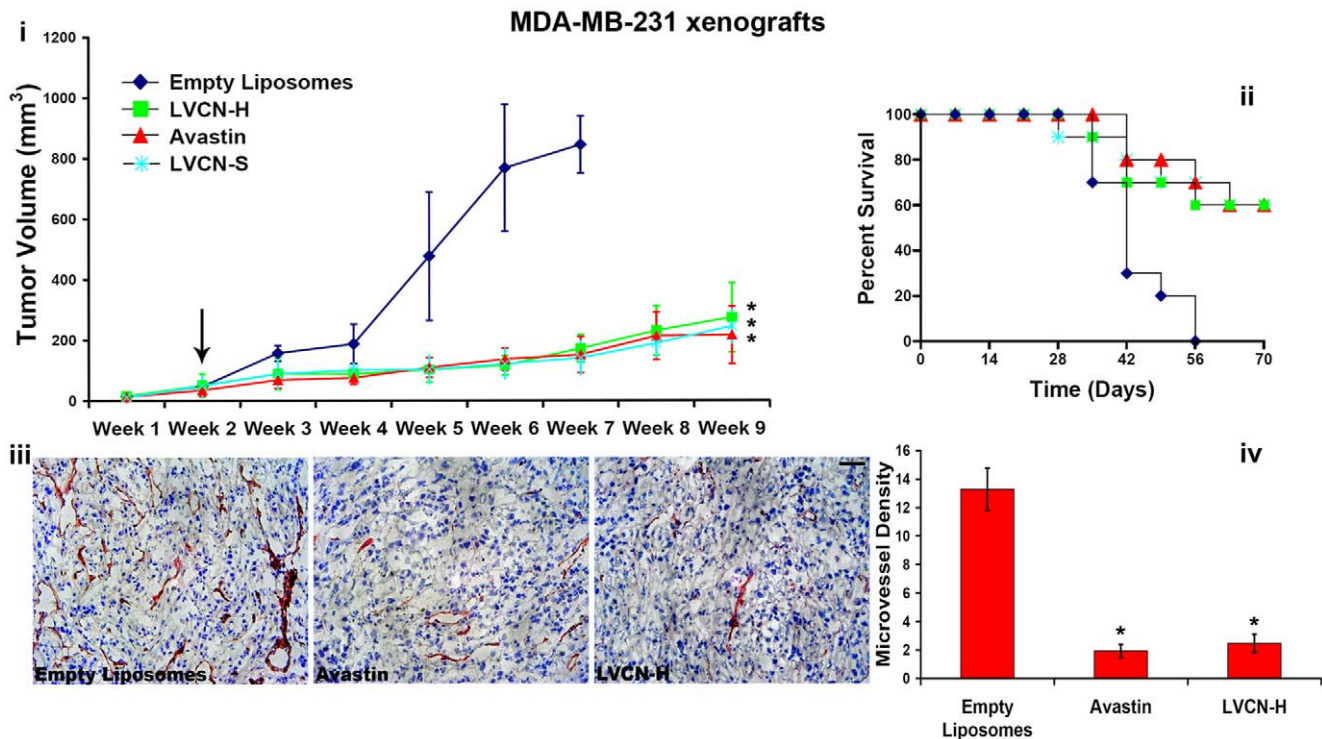 MDA-MB-231 xenografts
i
Tumor Volume (mm³)
1200
1000
800
600
400
200
0
Empty Liposomes
LVCN-H
Avastin
LVCN-S
*
*
*
Week 1 Week 2 Week 3 Week 4 Week 5 Week 6 Week 7 Week 8 Week 9
ii
Percent Survival
100
80
60
40
20
0
0 14 28 42 56 70
Time (Days)
iii
Empty Liposomes
Avastin
LVCN-H
iv
Microvessel Density
16
14
12
10
8
6
4
2
0
* *
Empty Liposomes
Avastin
LVCN-H